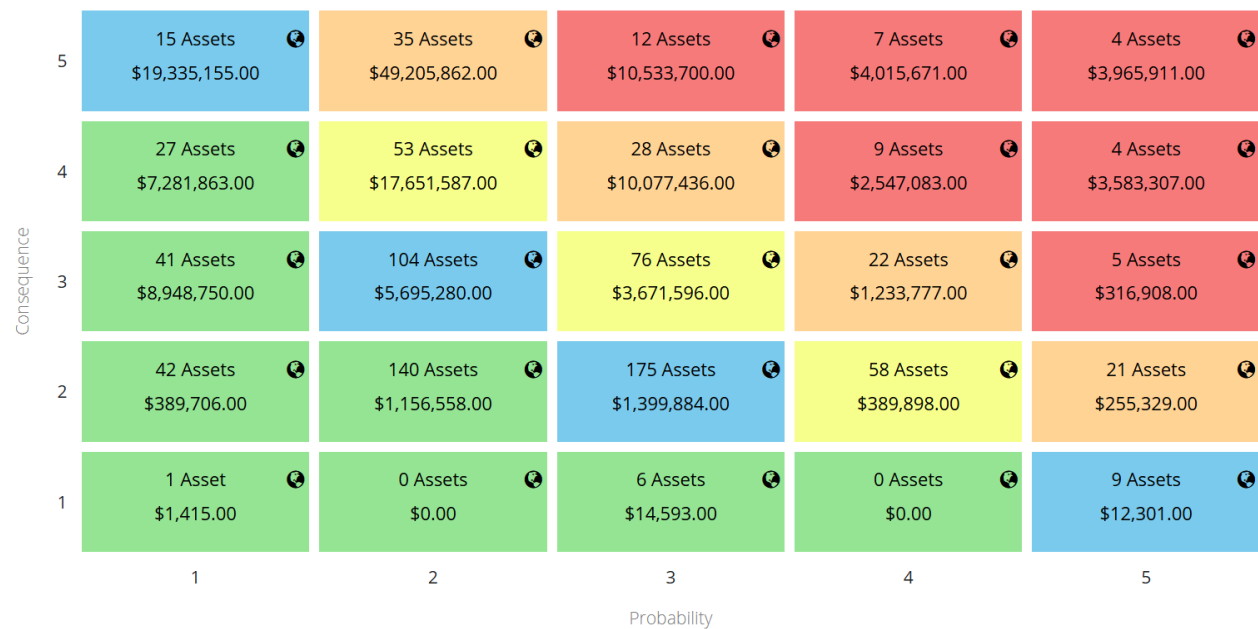 5
15 Assets
$19,335,155.00
35 Assets
$49,205,862.00
12 Assets
$10,533,700.00
7 Assets
$4,015,671.00
4 Assets
$3,965,911.00
4
27 Assets
$7,281,863.00
53 Assets
$17,651,587.00
28 Assets
$10,077,436.00
9 Assets
$2,547,083.00
4 Assets
$3,583,307.00
Consequence
3
41 Assets
$8,948,750.00
104 Assets
$5,695,280.00
76 Assets
$3,671,596.00
22 Assets
$1,233,777.00
5 Assets
$316,908.00
2
42 Assets
$389,706.00
140 Assets
$1,156,558.00
175 Assets
$1,399,884.00
58 Assets
$389,898.00
21 Assets
$255,329.00
1
1 Asset
$1,415.00
0 Assets
$0.00
6 Assets
$14,593.00
0 Assets
$0.00
9 Assets
$12,301.00
1
2
3
4
5
Probability